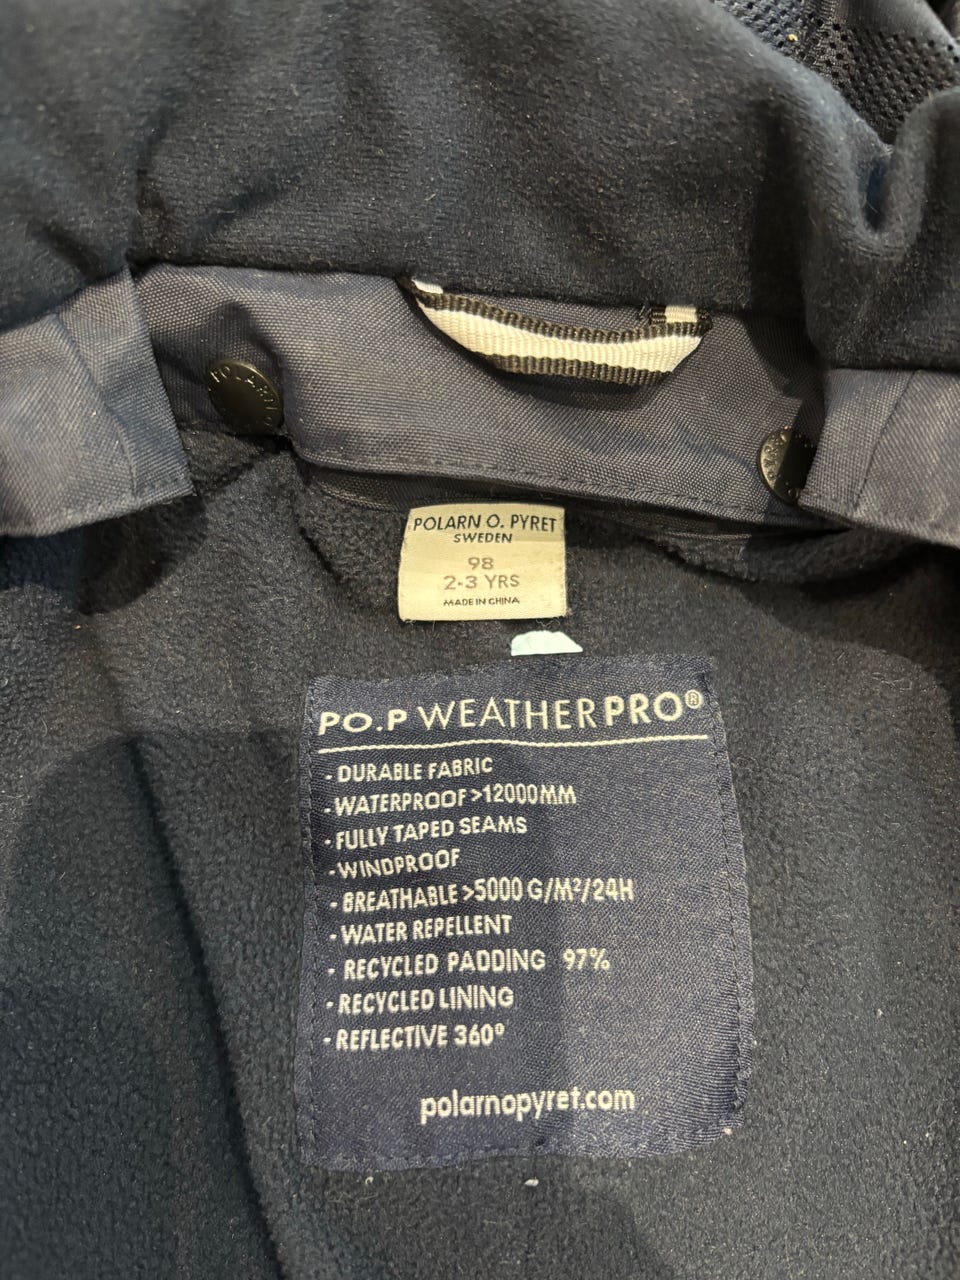 POLARN O
POLARN O. PYRET
SWEDEN
98
2-3 YRS
MADE IN CHINA
PO.P WEATHERPRO®
- DURABLE FABRIC
- WATERPROOF >12000MM
- FULLY TAPED SEAMS
- WINDPROOF
- BREATHABLE >5000 G/M²/24H
- WATER REPELLENT
- RECYCLED PADDING 97%
- RECYCLED LINING
- REFLECTIVE 360°
polarnopyret.com